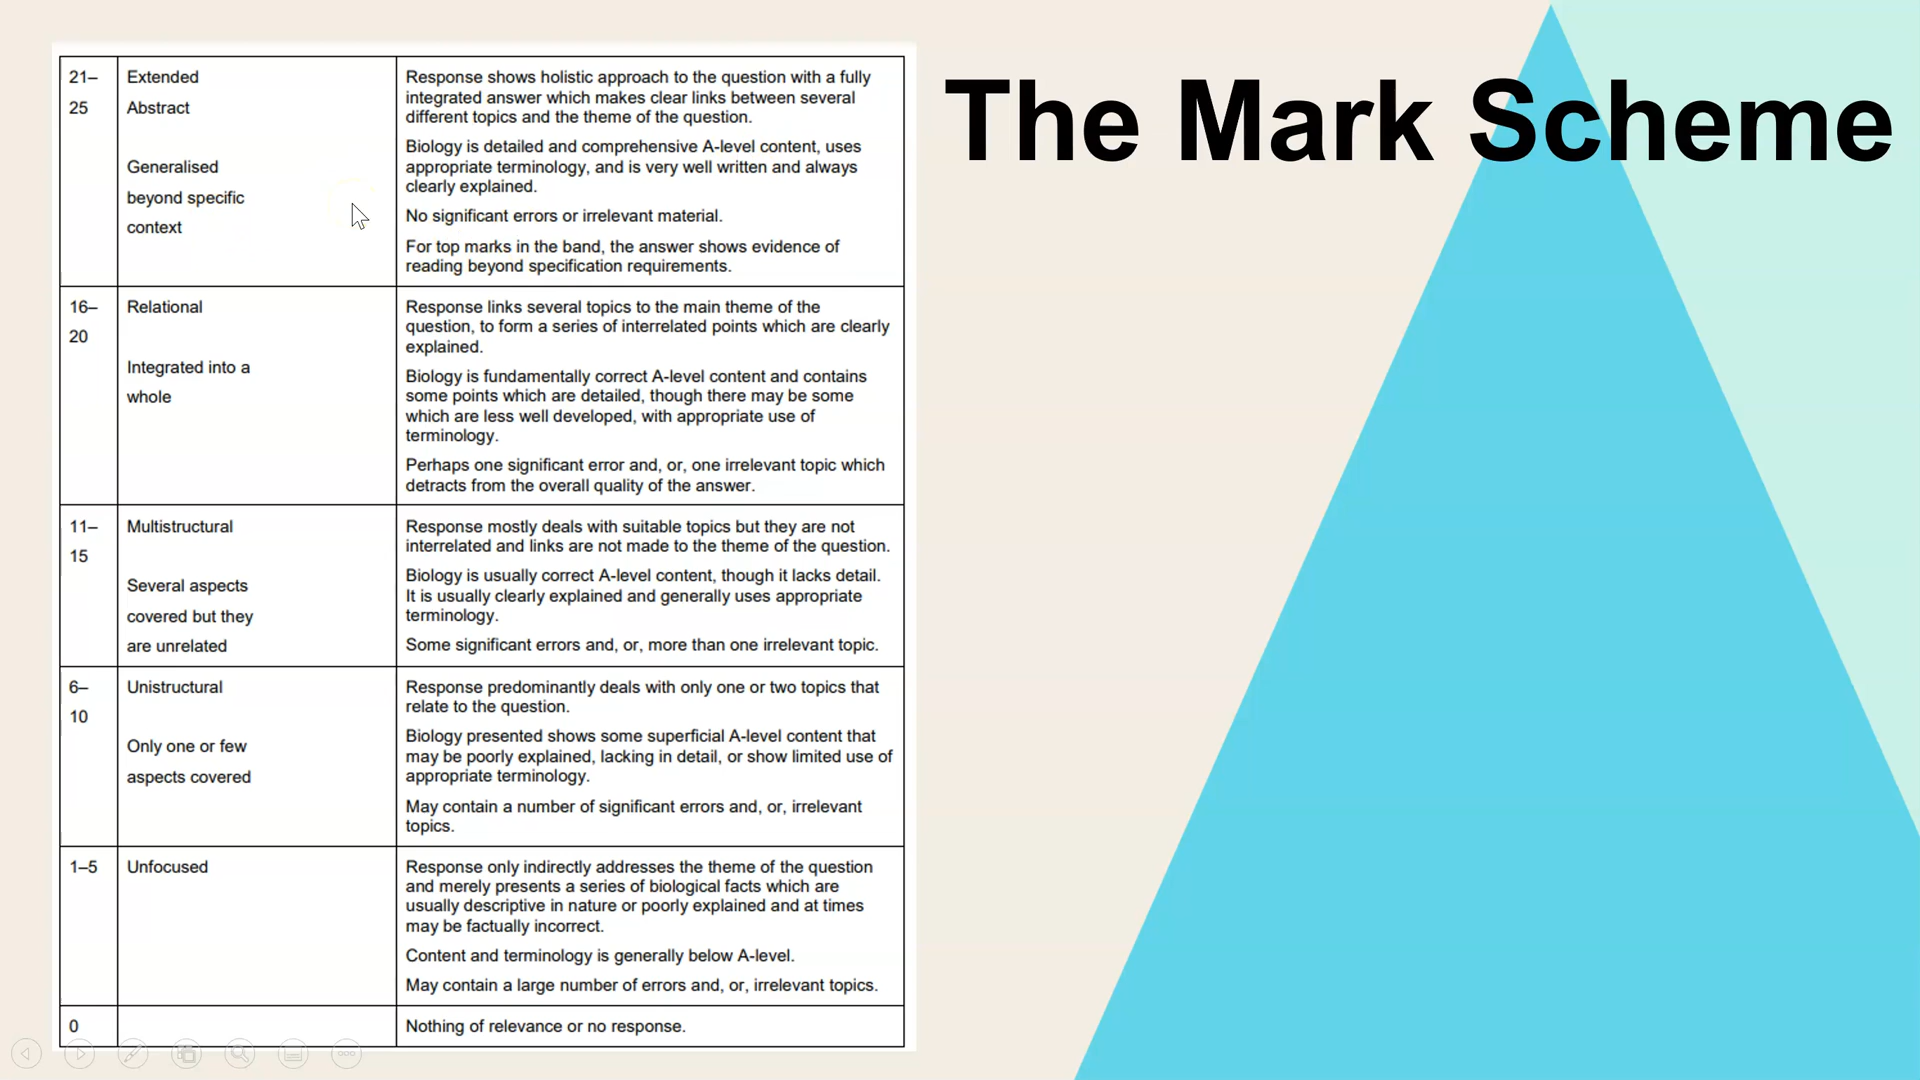 The Mark Scheme
21–
25
Extended
Abstract
Generalised
beyond specific
context
Response shows holistic approach to the question with a fully
integrated answer which makes clear links between several
different topics and the theme of the question.
Biology is detailed and comprehensive A-level content, uses
appropriate terminology, and is very well written and always
clearly explained.
No significant errors or irrelevant material.
For top marks in the band, the answer shows evidence of
reading beyond specification requirements.
16–
20
Relational
Integrated into a
whole
Response links several topics to the main theme of the
question, to form a series of interrelated points which are clearly
explained.
Biology is fundamentally correct A-level content and contains
some points which are detailed, though there may be some
which are less well developed, with appropriate use of
terminology.
Perhaps one significant error and, or, one irrelevant topic which
detracts from the overall quality of the answer.
11–
15
Multistructural
Several aspects
covered but they
are unrelated
Response mostly deals with suitable topics but they are not
interrelated and links are not made to the theme of the question.
Biology is usually correct A-level content, though it lacks detail.
It is usually clearly explained and generally uses appropriate
terminology.
Some significant errors and, or, more than one irrelevant topic.
6–
10
Unistructural
Only one or few
aspects covered
Response predominantly deals with only one or two topics that
relate to the question.
Biology presented shows some superficial A-level content that
may be poorly explained, lacking in detail, or show limited use of
appropriate terminology.
May contain a number of significant errors and, or, irrelevant
topics.
1–5
Unfocused
Response only indirectly addresses the theme of the question
and merely presents a series of biological facts which are
usually descriptive in nature or poorly explained and at times
may be factually incorrect.
Content and terminology is generally below A-level.
May contain a large number of errors and, or, irrelevant topics.
0
Nothing of relevance or no response.